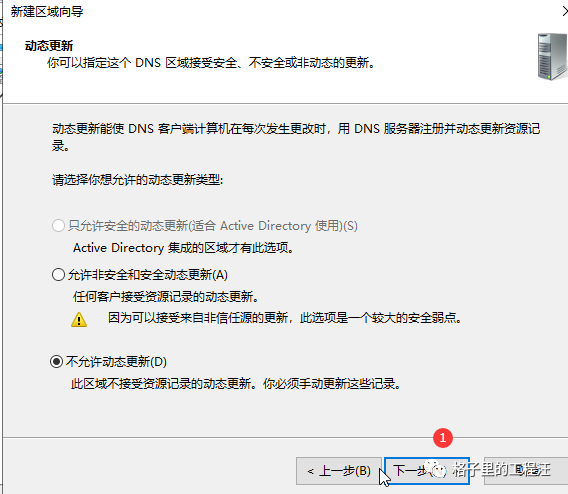 新建区域向导
动态更新
你可以指定这个 DNS 区域接受安全、不安全或非动态的更新。
动态更新能使 DNS 客户端计算机在每次发生更改时，用 DNS 服务器注册并动态更新资源记
录。
请选择你想允许的动态更新类型:
只允许安全的动态更新(适合 Active Directory 使用)(S)
Active Directory 集成的区域才有此选项。
允许非安全和安全动态更新(A)
任何客户接受资源记录的动态更新。
因为可以接受来自非信任源的更新，此选项是一个较大的安全弱点。
不允许动态更新(D)
此区域不接受资源记录的动态更新。你必须手动更新这些记录。
1
< 上一步(B)
下一步
格子里的工程汪